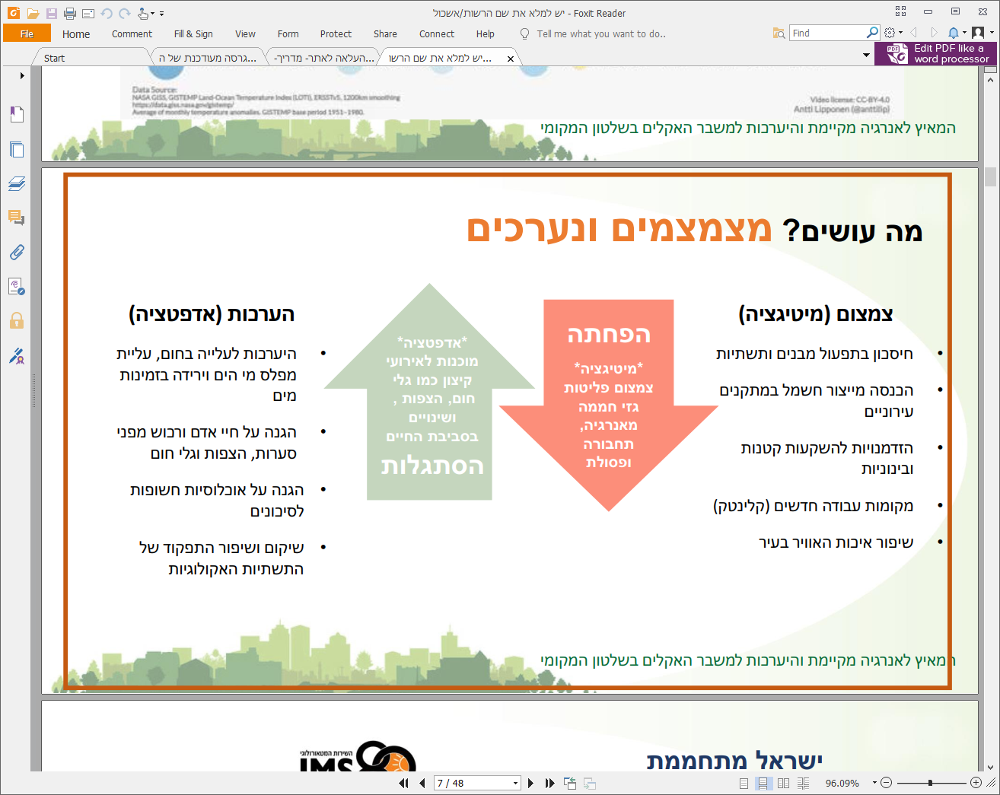 יש למלא את שם הרשות/אשכול - Foxit Reader
File Home Comment Fill & Sign View Form Protect Share Connect Help Tell me what you want to do.. Find
Edit PDF like a
word processor
Start
...גרסה מעודכנת של ה
...העלאה לאתר- מדריך-
...יש למלא את שם הרשו
Data Source:
NASA GISS, GISTEMP Land-Ocean Temperature Index (LOTI), ERSSTv5, 1200km smoothing
https://data.giss.nasa.gov/gistemp/
Average of monthly temperature anomalies. GISTEMP base period 1951-1980.
Video license: CC-BY-4.0
Antti Lipponen (@anttilip)
המאיץ לאנרגיה מקיימת והיערכות למשבר האקלים בשלטון המקומי
מה עושים? מצמצמים ונערכים
צמצום (מיטיגציה)
• חיסכון בתפעול מבנים ותשתיות
• הכנסה מייצור חשמל במתקנים
עירוניים
• הזדמנויות להשקעות קטנות
ובינוניות
• מקומות עבודה חדשים (קלינטק)
• שיפור איכות האוויר בעיר
הפחתה
*מיטיגציה*
צמצום פליטות
גזי חממה
מאנרגיה,
תחבורה
ופסולת
*אדפטציה*
מוכנות לאירועי
קיצון כמו גלי
חום, הצפות ,
ושינויים
בסביבת החיים
הסתגלות
הערכות (אדפטציה)
• היערכות לעלייה בחום, עליית
מפלס מי הים וירידה בזמינות
מים
• הגנה על חיי אדם ורכוש מפני
סערות, הצפות וגלי חום
• הגנה על אוכלוסיות חשופות
לסיכונים
• שיקום ושיפור התפקוד של
התשתיות האקולוגיות
המאיץ לאנרגיה מקיימת והיערכות למשבר האקלים בשלטון המקומי
ישראל מתחממת
השירות המטאורולוגי
IMS
7 / 48
96.09%